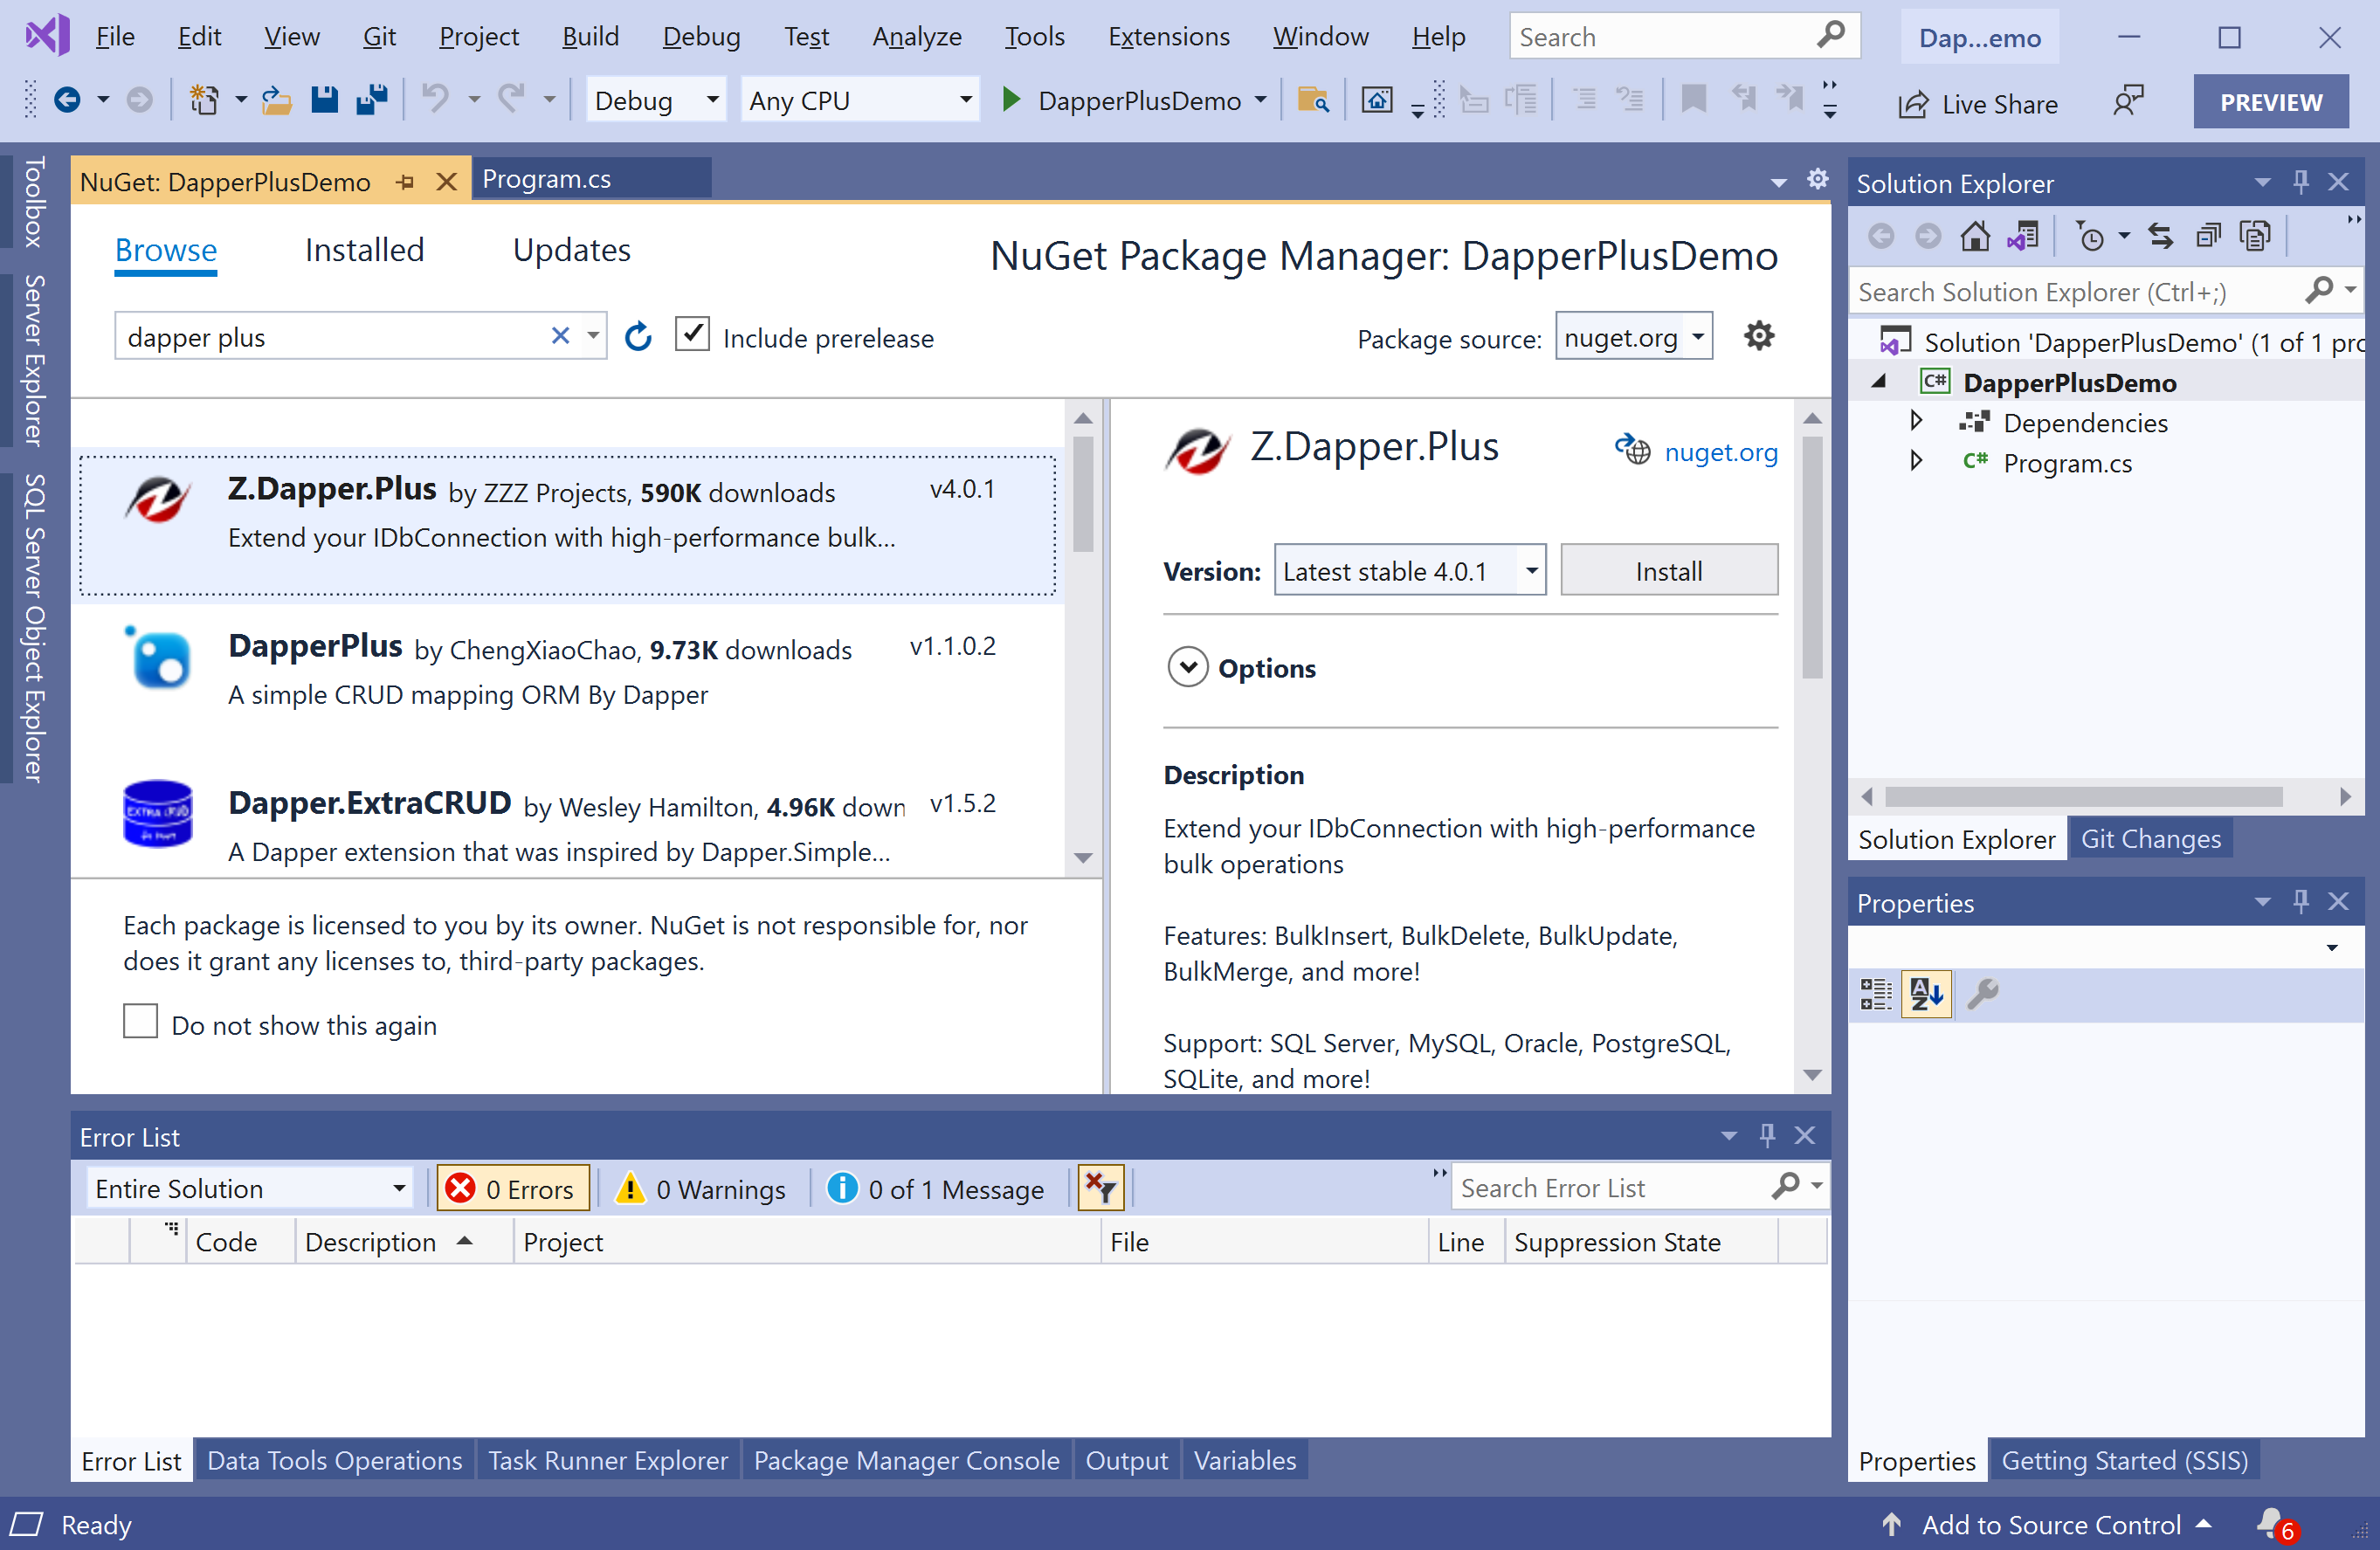 File Edit View Git Project Build Debug Test Analyze Tools Extensions Window Help Search Dap...emo
Debug Any CPU DapperPlusDemo Live Share PREVIEW
Toolbox
Server Explorer
SQL Server Object Explorer
NuGet: DapperPlusDemo Program.cs
Browse Installed Updates NuGet Package Manager: DapperPlusDemo
dapper plus Include prerelease Package source: nuget.org
Z.Dapper.Plus by ZZZ Projects, 590K downloads v4.0.1
Extend your IDbConnection with high-performance bulk...
DapperPlus by ChengXiaoChao, 9.73K downloads v1.1.0.2
A simple CRUD mapping ORM By Dapper
EXTRA CRUD
Dapper.ExtraCRUD by Wesley Hamilton, 4.96K down v1.5.2
A Dapper extension that was inspired by Dapper.Simple...
Each package is licensed to you by its owner. NuGet is not responsible for, nor
does it grant any licenses to, third-party packages.
Do not show this again
Z.Dapper.Plus nuget.org
Version: Latest stable 4.0.1 Install
Options
Description
Extend your IDbConnection with high-performance
bulk operations
Features: BulkInsert, BulkDelete, BulkUpdate,
BulkMerge, and more!
Support: SQL Server, MySQL, Oracle, PostgreSQL,
SQLite, and more!
Solution Explorer
Search Solution Explorer (Ctrl+;)
Solution 'DapperPlusDemo' (1 of 1 pro
C# DapperPlusDemo
Dependencies
C# Program.cs
Solution Explorer Git Changes
Properties
AZ
Properties Getting Started (SSIS)
Error List
Entire Solution 0 Errors 0 Warnings 0 of 1 Message Search Error List
Code Description Project File Line Suppression State
Error List Data Tools Operations Task Runner Explorer Package Manager Console Output Variables
Ready Add to Source Control 6